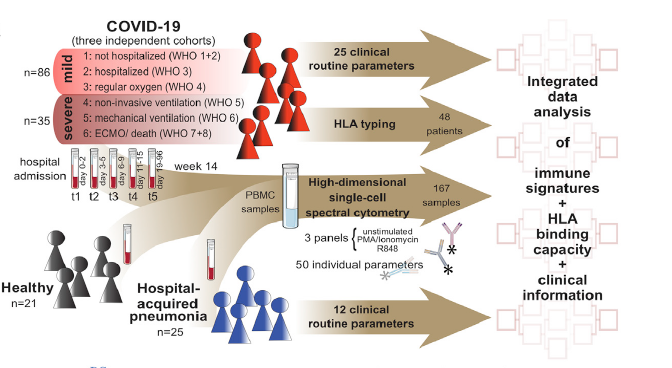 COVID-19
(three independent cohorts)
n=86
mild
1: not hospitalized (WHO 1+2)
2: hospitalized (WHO 3)
3: regular oxygen (WHO 4)
n=35
severe
4: non-invasive ventilation (WHO 5)
5: mechanical ventilation (WHO 6)
6: ECMO/ death (WHO 7+8)
25 clinical
routine parameters
HLA typing
48
patients
hospital
admission
day 0-2
day 3-5
day 6-9
day 11-15
day 19-96
week 14
t1 t2 t3 t4 t5
PBMC
samples
High-dimensional
single-cell
spectral cytometry
167
samples
3 panels
unstimulated
PMA/Ionomycin
R848
50 individual parameters
Healthy
n=21
Hospital-
acquired
pneumonia
n=25
12 clinical
routine parameters
Integrated
data
analysis
of
immune
signatures
+
HLA
binding
capacity
+
clinical
information